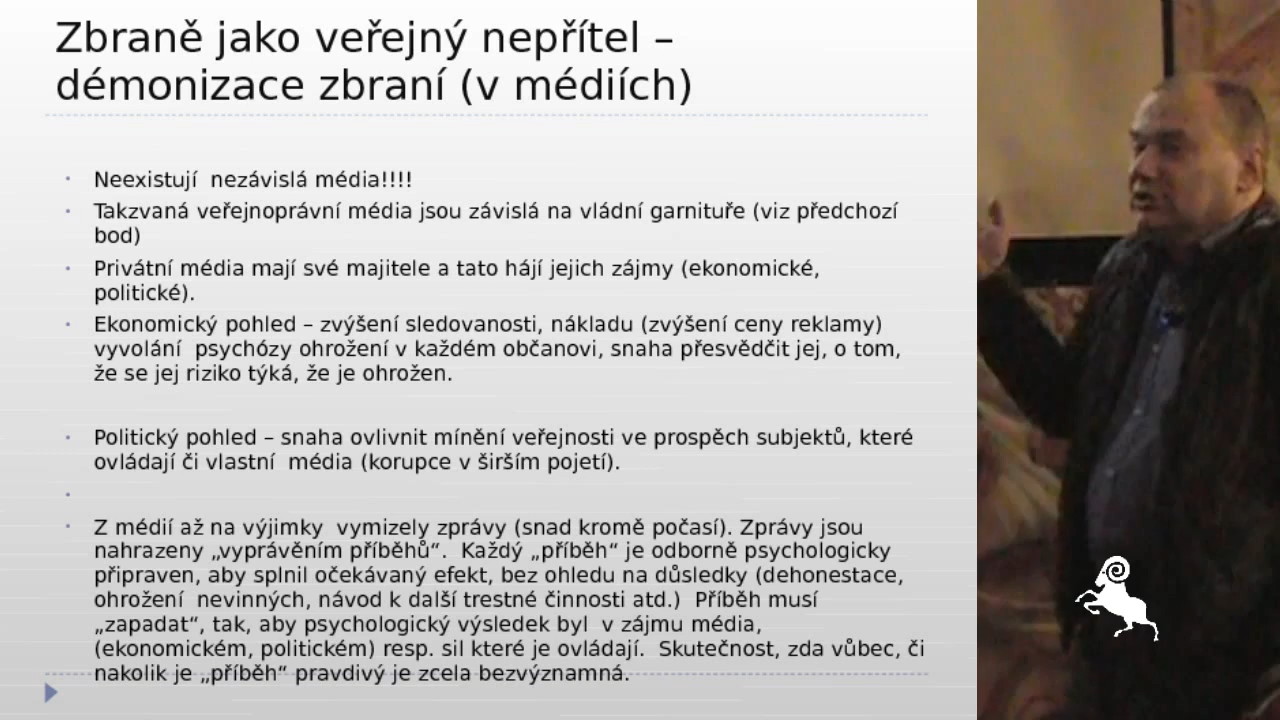 Zbraně jako veřejný nepřítel –
démonizace zbraní (v médiích)
Neexistují  nezávislá média!!!!
Takzvaná veřejnoprávní média jsou závislá na vládní garnituře (viz předchozí
bod)
Privátní média mají své majitele a tato hájí jejich zájmy (ekonomické,
politické).
Ekonomický pohled – zvýšení sledovanosti, nákladu (zvýšení ceny reklamy)
vyvolání  psychózy ohrožení v každém občanovi, snaha přesvědčit jej, o tom,
že se jej riziko týká, že je ohrožen.
Politický pohled – snaha ovlivnit mínění veřejnosti ve prospěch subjektů, které
ovládají či vlastní  média (korupce v širším pojetí).
Z médií až na výjimky  vymizely zprávy (snad kromě počasí). Zprávy jsou
nahrazeny „vyprávěním příběhů“.  Každý „příběh“ je odborně psychologicky
připraven, aby splnil očekávaný efekt, bez ohledu na důsledky (dehonestace,
ohrožení  nevinných, návod k další trestné činnosti atd.)  Příběh musí
„zapadat“, tak, aby psychologický výsledek byl  v zájmu média,
(ekonomickém, politickém) resp. sil které je ovládají.  Skutečnost, zda vůbec, či
nakolik je „příběh“ pravdivý je zcela bezvýznamná.